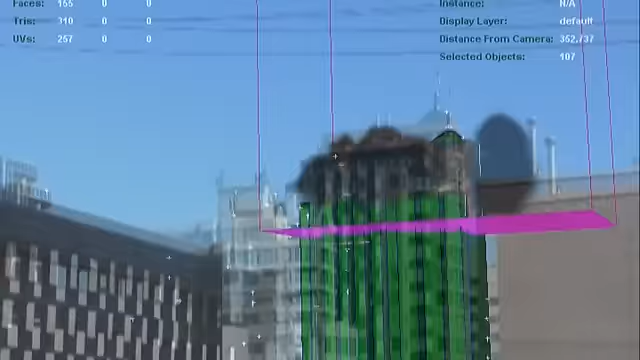 Faces: 155 0 0
Tris: 310 0 0
UVs: 257 0 0
Instance: N/A
Display Layer: default
Distance From Camera: 352.737
Selected Objects: 107